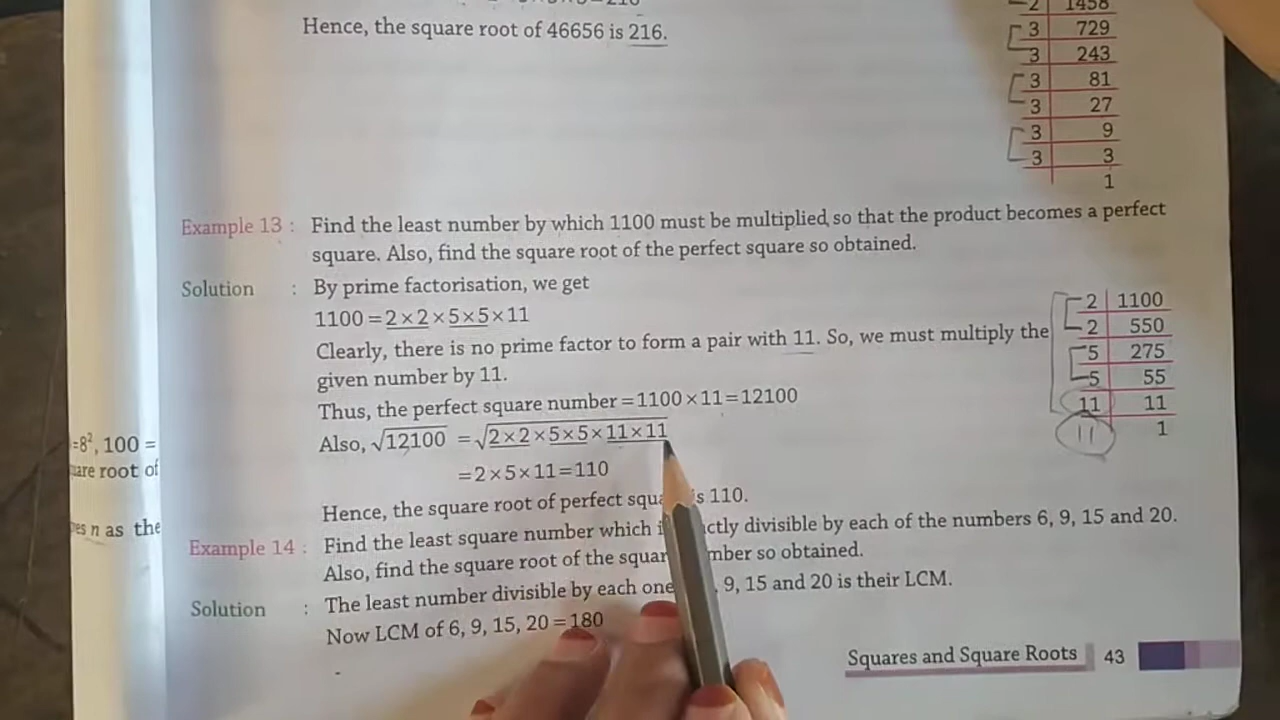 Hence, the square root of 46656 is 216.
2 1458
3 729
3 243
3 81
3 27
3 9
3 3
1
Example 13 : Find the least number by which 1100 must be multiplied so that the product becomes a perfect
square. Also, find the square root of the perfect square so obtained.
Solution : By prime factorisation, we get
1100 = 2 × 2 × 5 × 5 × 11
Clearly, there is no prime factor to form a pair with 11. So, we must multiply the
given number by 11.
Thus, the perfect square number = 1100 × 11 = 12100
Also, √12100 = √2 × 2 × 5 × 5 × 11 × 11
= 2 × 5 × 11 = 110
Hence, the square root of perfect is 110.
2 1100
2 550
5 275
5 55
11 11
11 1
Example 14 : Find the least square number which divisible by each of the numbers 6, 9, 15 and 20.
Also, find the square root of the so obtained.
Solution : The least number divisible by each one 9, 15 and 20 is their LCM.
Now LCM of 6, 9, 15, 20 = 180
=8², 100 =
root of
n as the
Squares and Square Roots 43